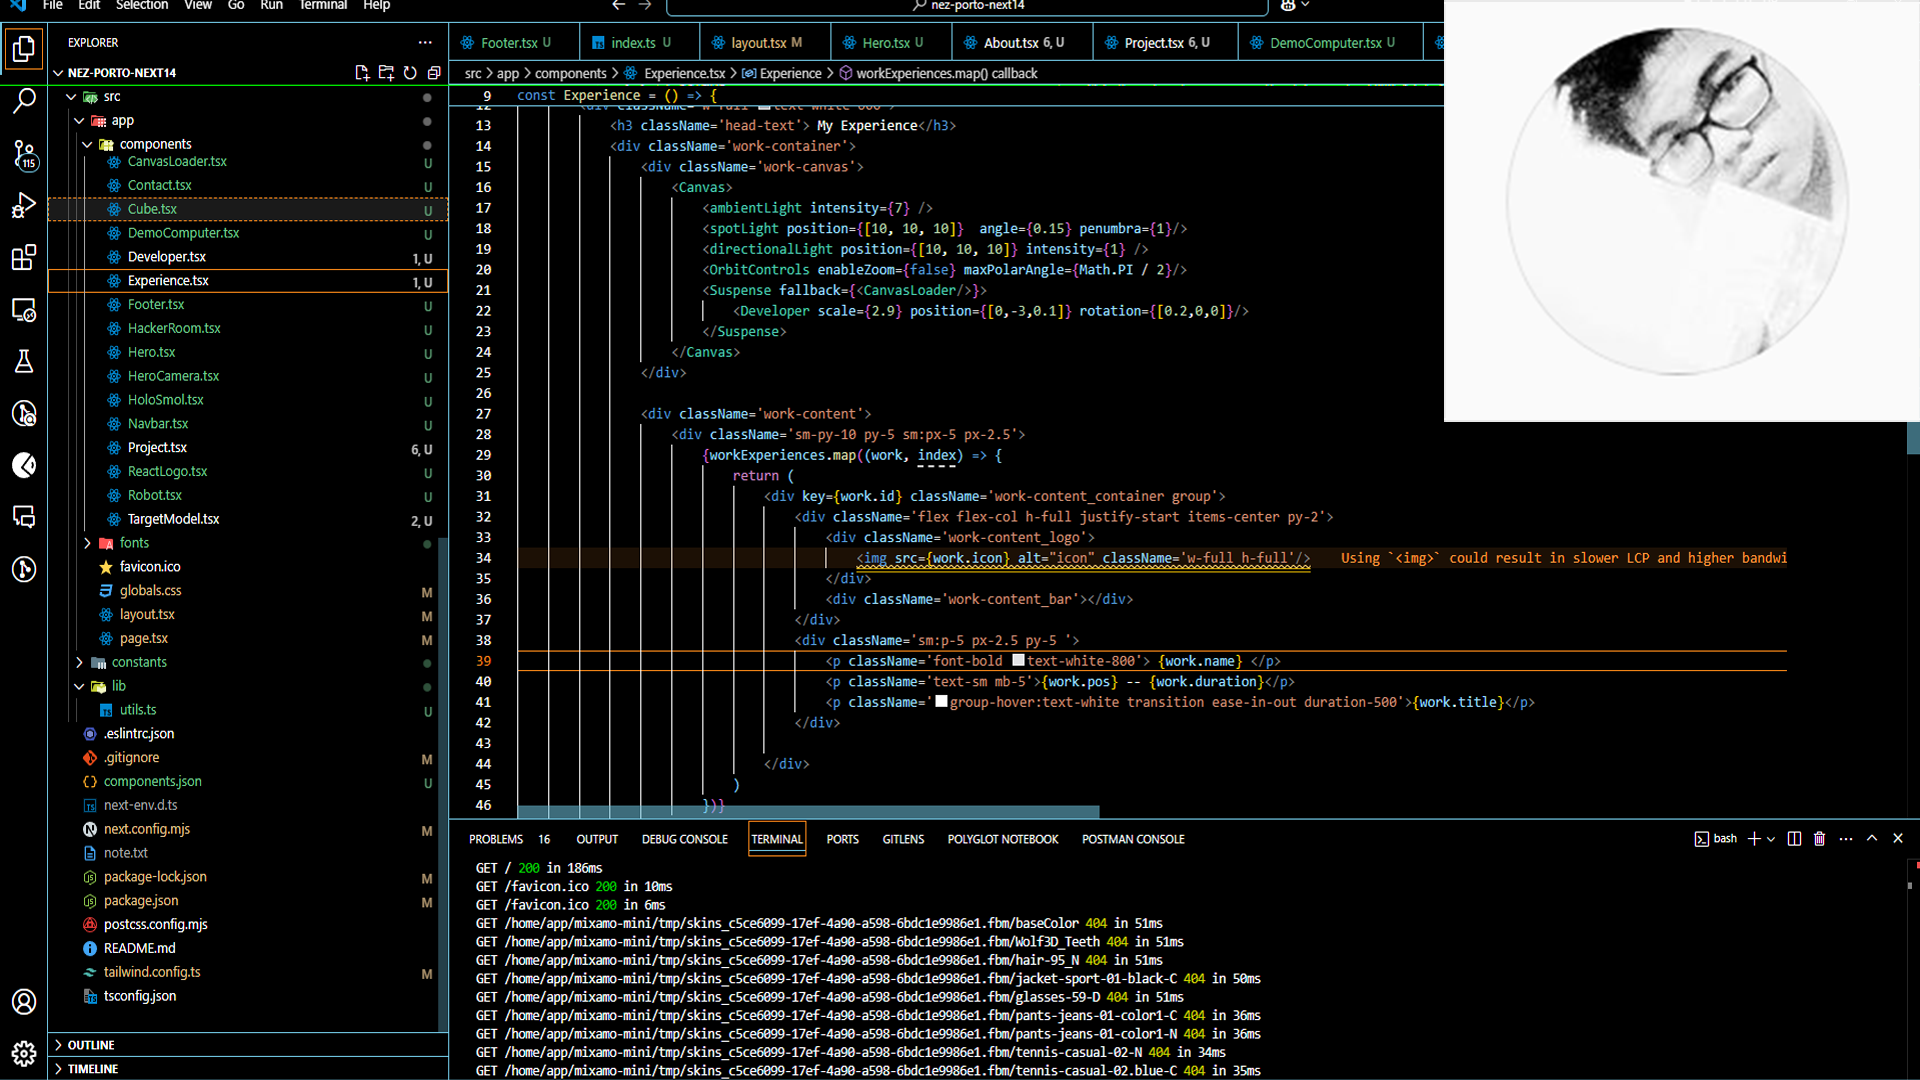 File Edit Selection View Go Run Terminal Help
nez-porto-next14
EXPLORER
NEZ-PORTO-NEXT14
src
app
components
CanvasLoader.tsx U
Contact.tsx U
Cube.tsx U
DemoComputer.tsx U
Developer.tsx 1, U
Experience.tsx 1, U
Footer.tsx U
HackerRoom.tsx U
Hero.tsx U
HeroCamera.tsx U
HoloSmol.tsx U
Navbar.tsx U
Project.tsx 6, U
ReactLogo.tsx U
Robot.tsx U
TargetModel.tsx 2, U
fonts
favicon.ico
globals.css M
layout.tsx M
page.tsx M
constants
lib
utils.ts U
.eslintrc.json
.gitignore M
components.json U
next-env.d.ts
next.config.mjs M
note.txt
package-lock.json M
package.json M
postcss.config.mjs
README.md
tailwind.config.ts M
tsconfig.json
OUTLINE
TIMELINE
115
Footer.tsx U index.ts U layout.tsx M Hero.tsx U About.tsx 6, U Project.tsx 6, U DemoComputer.tsx U
src > app > components > Experience.tsx > Experience > workExperiences.map() callback
9 const Experience = () => {
13 <h3 className='head-text'> My Experience</h3>
14 <div className='work-container'>
15 <div className='work-canvas'>
16 <Canvas>
17 <ambientLight intensity={7} />
18 <spotLight position={[10, 10, 10]} angle={0.15} penumbra={1}/>
19 <directionalLight position={[10, 10, 10]} intensity={1} />
20 <OrbitControls enableZoom={false} maxPolarAngle={Math.PI / 2}/>
21 <Suspense fallback={<CanvasLoader/>}>
22 <Developer scale={2.9} position={[0,-3,0.1]} rotation={[0.2,0,0]}/>
23 </Suspense>
24 </Canvas>
25 </div>
26
27 <div className='work-content'>
28 <div className='sm-py-10 py-5 sm:px-5 px-2.5'>
29 {workExperiences.map((work, index) => {
30 return (
31 <div key={work.id} className='work-content_container group'>
32 <div className='flex flex-col h-full justify-start items-center py-2'>
33 <div className='work-content_logo'>
34 <img src={work.icon} alt="icon" className='w-full h-full'/> Using `<img>` could result in slower LCP and higher bandwi
35 </div>
36 <div className='work-content_bar'></div>
37 </div>
38 <div className='sm:p-5 px-2.5 py-5 '>
39 <p className='font-bold text-white-800'> {work.name} </p>
40 <p className='text-sm mb-5'>{work.pos} -- {work.duration}</p>
41 <p className='group-hover:text-white transition ease-in-out duration-500'>{work.title}</p>
42 </div>
43
44 </div>
45 )
46 })}
PROBLEMS 16 OUTPUT DEBUG CONSOLE TERMINAL PORTS GITLENS POLYGLOT NOTEBOOK POSTMAN CONSOLE
bash
GET / 200 in 186ms
GET /favicon.ico 200 in 10ms
GET /favicon.ico 200 in 6ms
GET /home/app/mixamo-mini/tmp/skins_c5ce6099-17ef-4a90-a598-6bdc1e9986e1.fbm/baseColor 404 in 51ms
GET /home/app/mixamo-mini/tmp/skins_c5ce6099-17ef-4a90-a598-6bdc1e9986e1.fbm/Wolf3D_Teeth 404 in 51ms
GET /home/app/mixamo-mini/tmp/skins_c5ce6099-17ef-4a90-a598-6bdc1e9986e1.fbm/hair-95_N 404 in 51ms
GET /home/app/mixamo-mini/tmp/skins_c5ce6099-17ef-4a90-a598-6bdc1e9986e1.fbm/jacket-sport-01-black-C 404 in 50ms
GET /home/app/mixamo-mini/tmp/skins_c5ce6099-17ef-4a90-a598-6bdc1e9986e1.fbm/glasses-59-D 404 in 51ms
GET /home/app/mixamo-mini/tmp/skins_c5ce6099-17ef-4a90-a598-6bdc1e9986e1.fbm/pants-jeans-01-color1-C 404 in 36ms
GET /home/app/mixamo-mini/tmp/skins_c5ce6099-17ef-4a90-a598-6bdc1e9986e1.fbm/pants-jeans-01-color1-N 404 in 36ms
GET /home/app/mixamo-mini/tmp/skins_c5ce6099-17ef-4a90-a598-6bdc1e9986e1.fbm/tennis-casual-02-N 404 in 34ms
GET /home/app/mixamo-mini/tmp/skins_c5ce6099-17ef-4a90-a598-6bdc1e9986e1.fbm/tennis-casual-02.blue-C 404 in 35ms